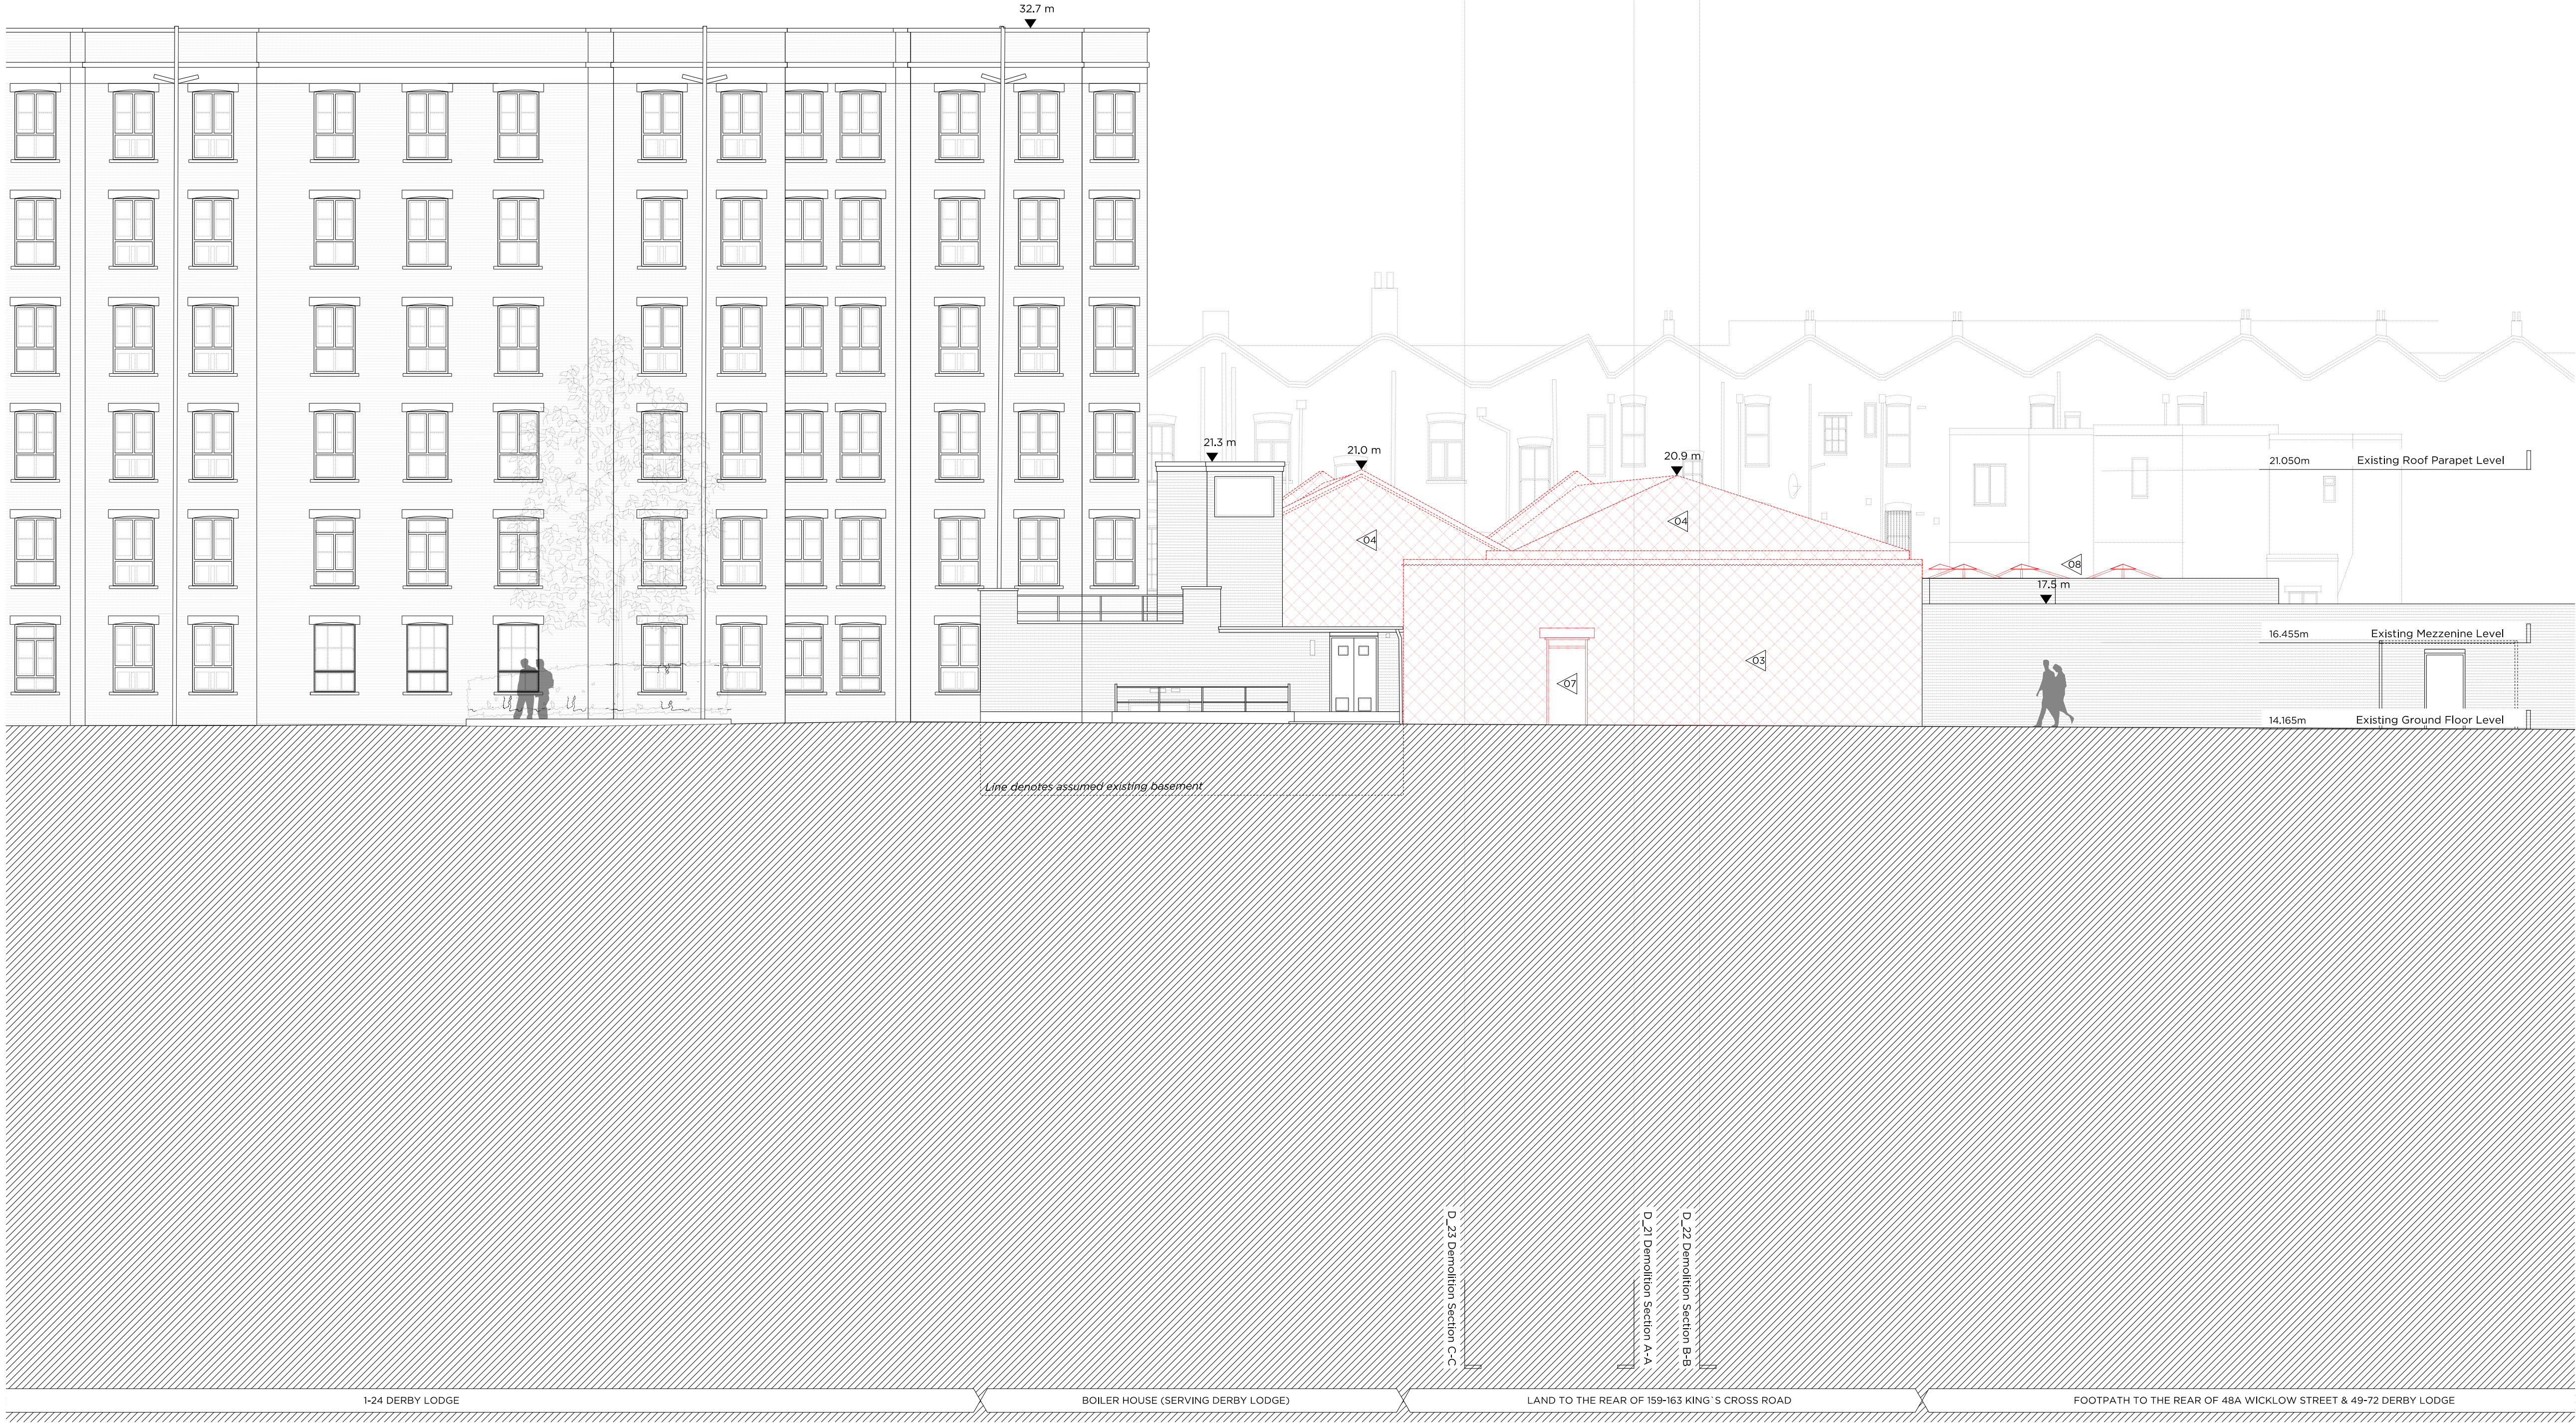 32.7 m
21.3 m
21.0 m
20.9 m
21.050m Existing Roof Parapet Level
04
04
08
17.5 m
16.455m Existing Mezzenine Level
03
07
14.165m Existing Ground Floor Level
Line denotes assumed existing basement
D_23 Demolition Section C-C
D_21 Demolition Section A-A
D_22 Demolition Section B-B
1-24 DERBY LODGE
BOILER HOUSE (SERVING DERBY LODGE)
LAND TO THE REAR OF 159-163 KING`S CROSS ROAD
FOOTPATH TO THE REAR OF 48A WICKLOW STREET & 49-72 DERBY LODGE